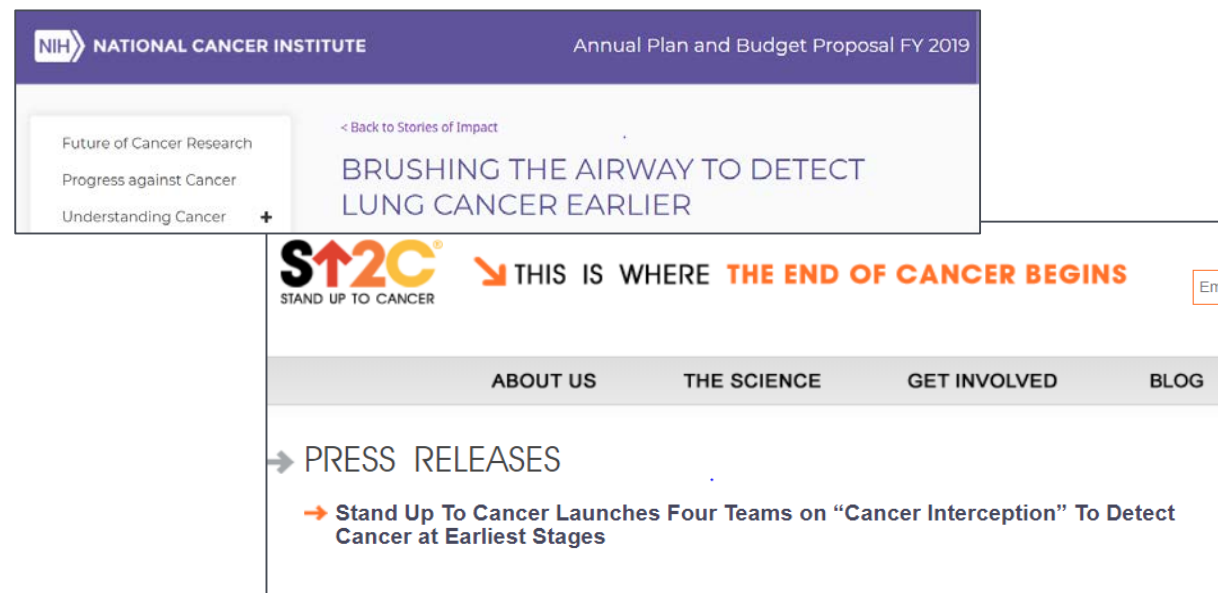 NIH NATIONAL CANCER INSTITUTE
Annual Plan and Budget Proposal FY 2019
Future of Cancer Research
Progress against Cancer
Understanding Cancer +
< Back to Stories of Impact
BRUSHING THE AIRWAY TO DETECT
LUNG CANCER EARLIER
SU2C®
STAND UP TO CANCER
THIS IS WHERE THE END OF CANCER BEGINS
ABOUT US THE SCIENCE GET INVOLVED BLOG
PRESS RELEASES
Stand Up To Cancer Launches Four Teams on “Cancer Interception” To Detect
Cancer at Earliest Stages